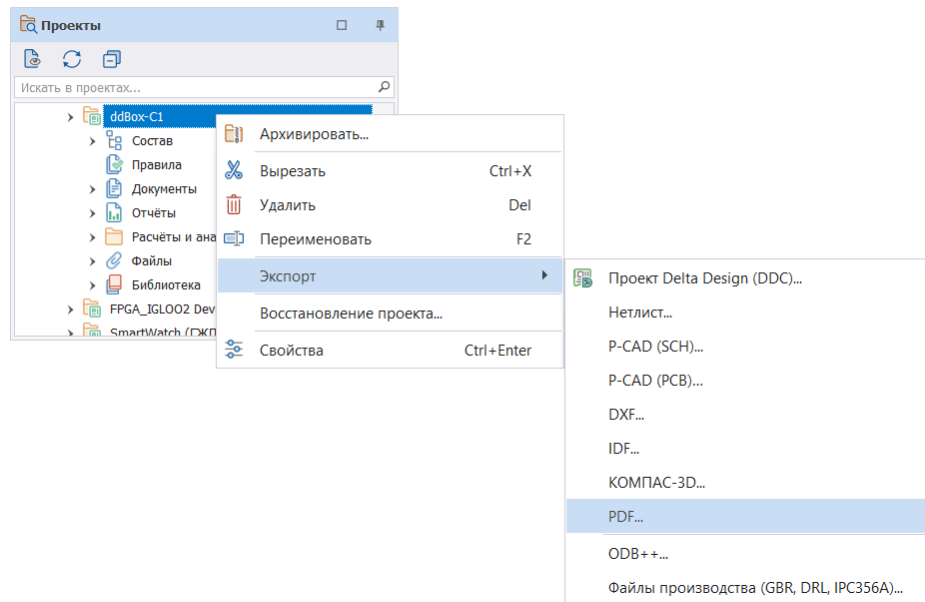 Проекты
Искать в проектах...
ddBox-C1
Состав
Правила
Документы
Отчёты
Расчёты и ана
Файлы
Библиотека
FPGA_IGLOO2 Dev
SmartWatch (ГЖП
Архивировать...
Вырезать Ctrl+X
Удалить Del
Переименовать F2
Экспорт
Восстановление проекта...
Свойства Ctrl+Enter
Проект Delta Design (DDC)...
Нетлист...
P-CAD (SCH)...
P-CAD (PCB)...
DXF...
IDF...
КОМПАС-3D...
PDF...
ODB++...
Файлы производства (GBR, DRL, IPC356A)...